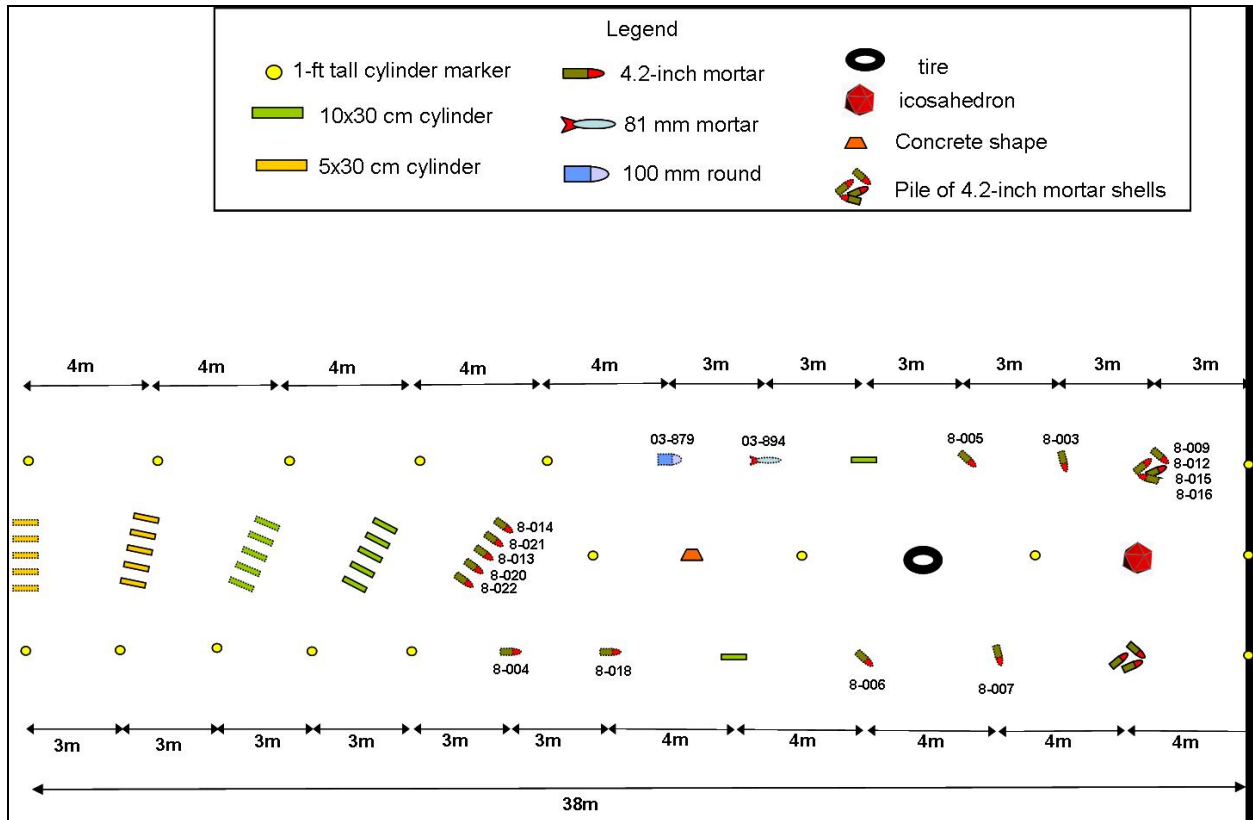 Legend
1-ft tall cylinder marker
10x30 cm cylinder
5x30 cm cylinder
4.2-inch mortar
81 mm mortar
100 mm round
tire
icosahedron
Concrete shape
Pile of 4.2-inch mortar shells
4m 4m 4m 4m 4m 3m 3m 3m 3m 3m 3m
03-879 03-894 8-005 8-003
8-009
8-012
8-015
8-016
8-014
8-021
8-013
8-020
8-022
8-004 8-018 8-006 8-007
3m 3m 3m 3m 3m 3m 4m 4m 4m 4m 4m
38m